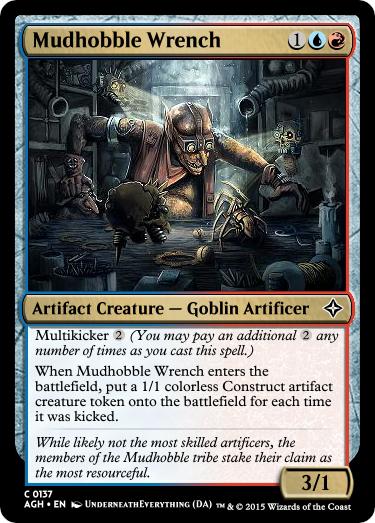 Mudhobble Wrench 1
Artifact Creature — Goblin Artificer
Multikicker 2 (You may pay an additional 2 any
number of times as you cast this spell.)
When Mudhobble Wrench enters the
battlefield, put a 1/1 colorless Construct artifact
creature token onto the battlefield for each time
it was kicked.
While likely not the most skilled artificers, the
members of the Mudhobble tribe stake their claim as
the most resourceful.
3/1
C 0137
AGH • EN UnderneathEverything (DA) ™ & © 2015 Wizards of the Coast